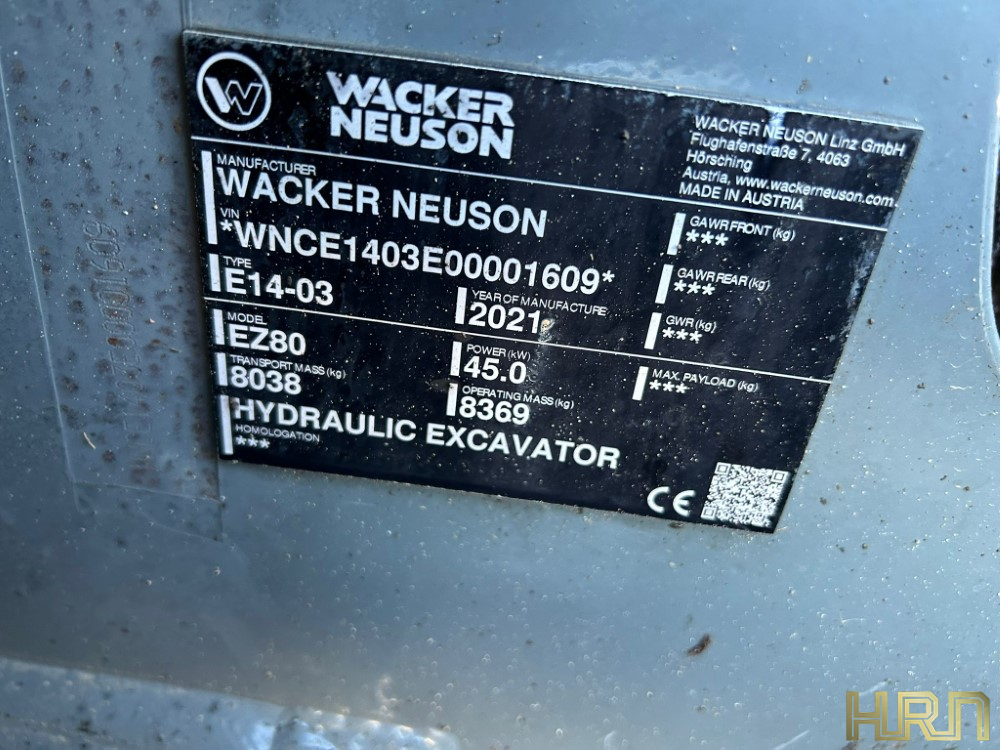 W
WACKER
NEUSON
WACKER NEUSON Linz GmbH
Flughafenstraße 7, 4063
Hörsching
Austria, www.wackerneuson.com
MADE IN AUSTRIA
MANUFACTURER
WACKER NEUSON
VIN
*WNCE1403E00001609*
TYPE
E14-03
YEAR OF MANUFACTURE
2021
MODEL
EZ80
POWER (kW)
45.0
TRANSPORT MASS (kg)
8038
OPERATING MASS (kg)
8369
HYDRAULIC EXCAVATOR
HOMOLOGATION
***
GAWR FRONT (kg)
***
GAWR REAR (kg)
***
GWR (kg)
***
MAX. PAYLOAD (kg)
***
CE
HRN